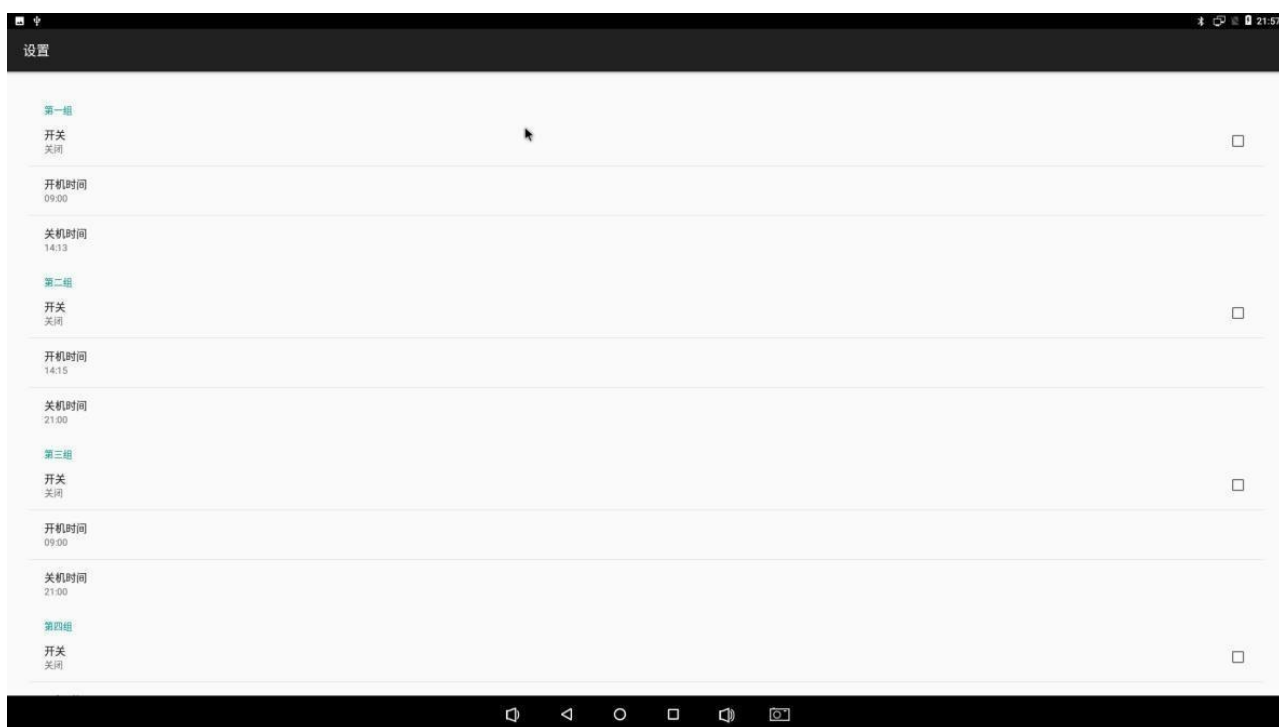 21:57
设置
第一组
开关
关闭
开机时间
09:00
关机时间
14:13
第二组
开关
关闭
开机时间
14:15
关机时间
21:00
第三组
开关
关闭
开机时间
09:00
关机时间
21:00
第四组
开关
关闭